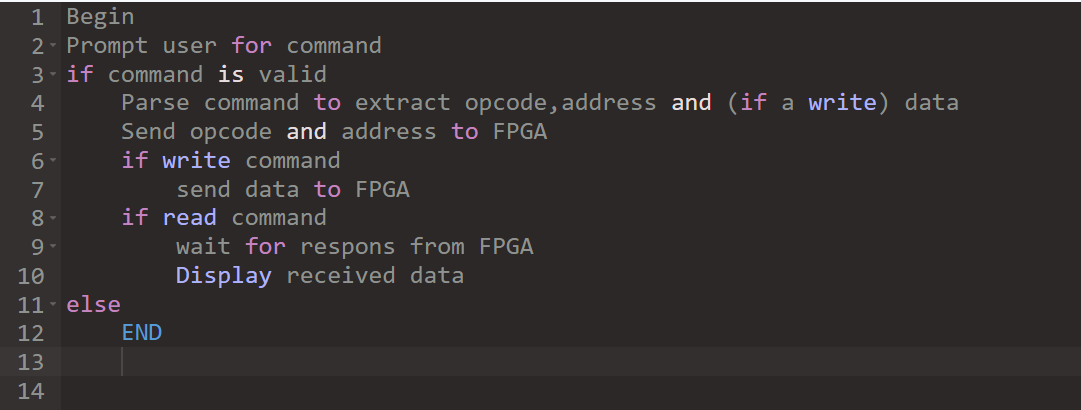 1 Begin
2 Prompt user for command
3 if command is valid
4     Parse command to extract opcode,address and (if a write) data
5     Send opcode and address to FPGA
6     if write command
7         send data to FPGA
8     if read command
9         wait for respons from FPGA
10         Display received data
11 else
12     END
13
14